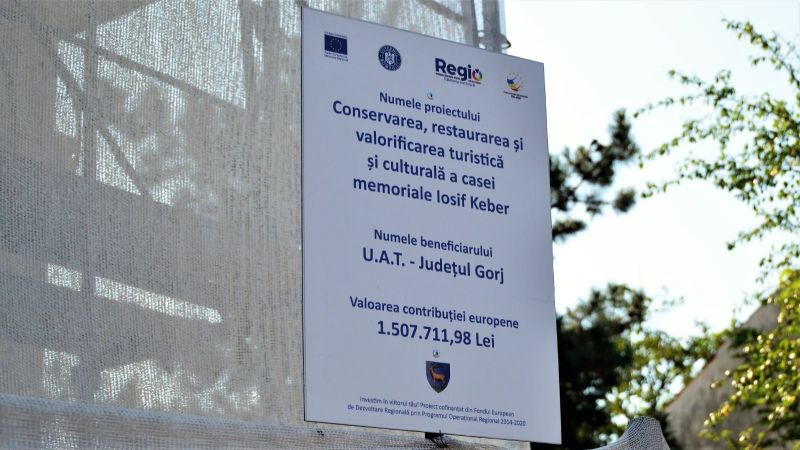 Regio
Numele proiectului
Conservarea, restaurarea și
valorificarea turistică
și culturală a casei
memoriale Iosif Keber
Numele beneficiarului
U.A.T. - Județul Gorj
Valoarea contribuției europene
1.507.711,98 Lei
Investim în viitorul tău! Proiect cofinanțat din Fondul European
de Dezvoltare Regională prin Programul Operațional Regional 2014-2020